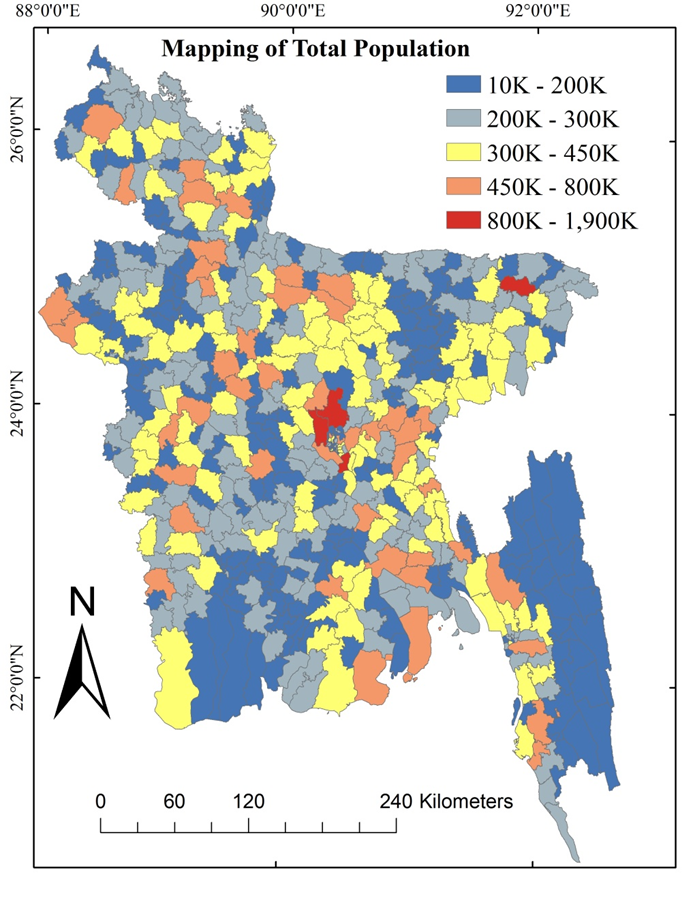 88°0'0"E 90°0'0"E 92°0'0"E
Mapping of Total Population
10K - 200K
200K - 300K
300K - 450K
450K - 800K
800K - 1,900K
26°0'0"N
24°0'0"N
22°0'0"N
N
0 60 120 240 Kilometers